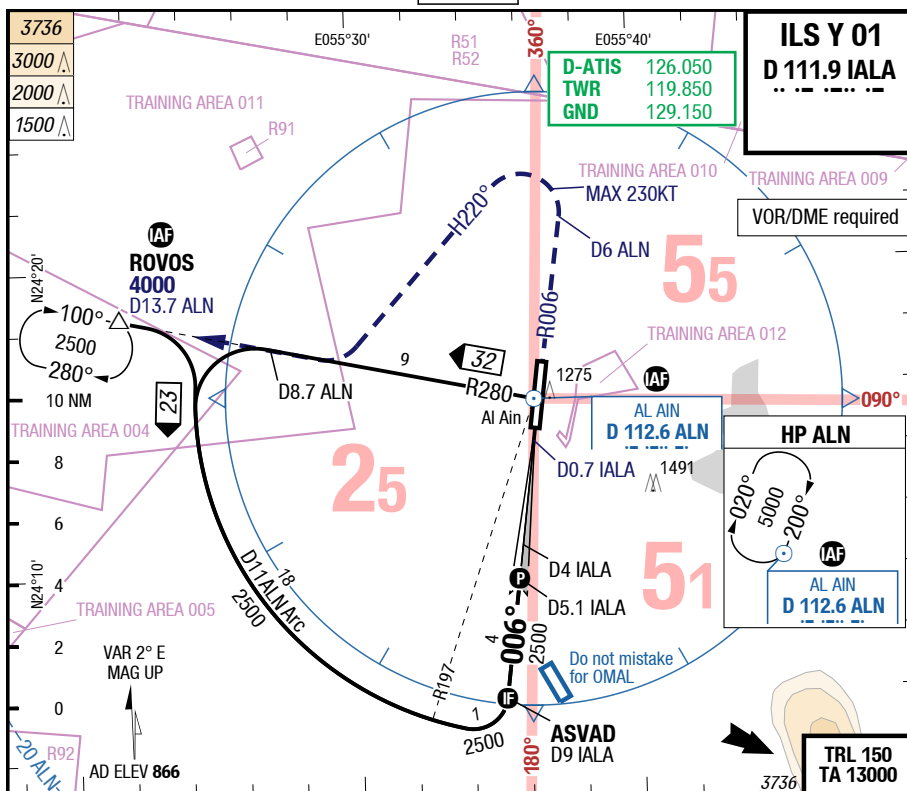 3736
3000
2000
1500
E055°30'
R51
R52
360°
E055°40'
ILS Y 01
D 111.9 IALA
D-ATIS 126.050
TWR 119.850
GND 129.150
TRAINING AREA 011
R91
TRAINING AREA 010
TRAINING AREA 009
MAX 230KT
VOR/DME required
H220°
D6 ALN
IAF
ROVOS
4000
D13.7 ALN
N24°20'
55
R006
100°
2500
280°
10 NM
TRAINING AREA 012
9
32
R280
1275
IAF
D8.7 ALN
23
Al Ain
090°
AL AIN
D 112.6 ALN
TRAINING AREA 004
HP ALN
D0.7 IALA
1491
8
25
020°
5000
200°
6
D4 IALA
IAF
P
D5.1 IALA
51
AL AIN
D 112.6 ALN
N24°10'
4
18
D11 ALN Arc
2500
TRAINING AREA 005
006°
4
2500
2
VAR 2° E
MAG UP
Do not mistake
for OMAL
R197
0
IF
1
2500
ASVAD
D9 IALA
180°
R92
20 ALN
AD ELEV 866
3736
TRL 150
TA 13000